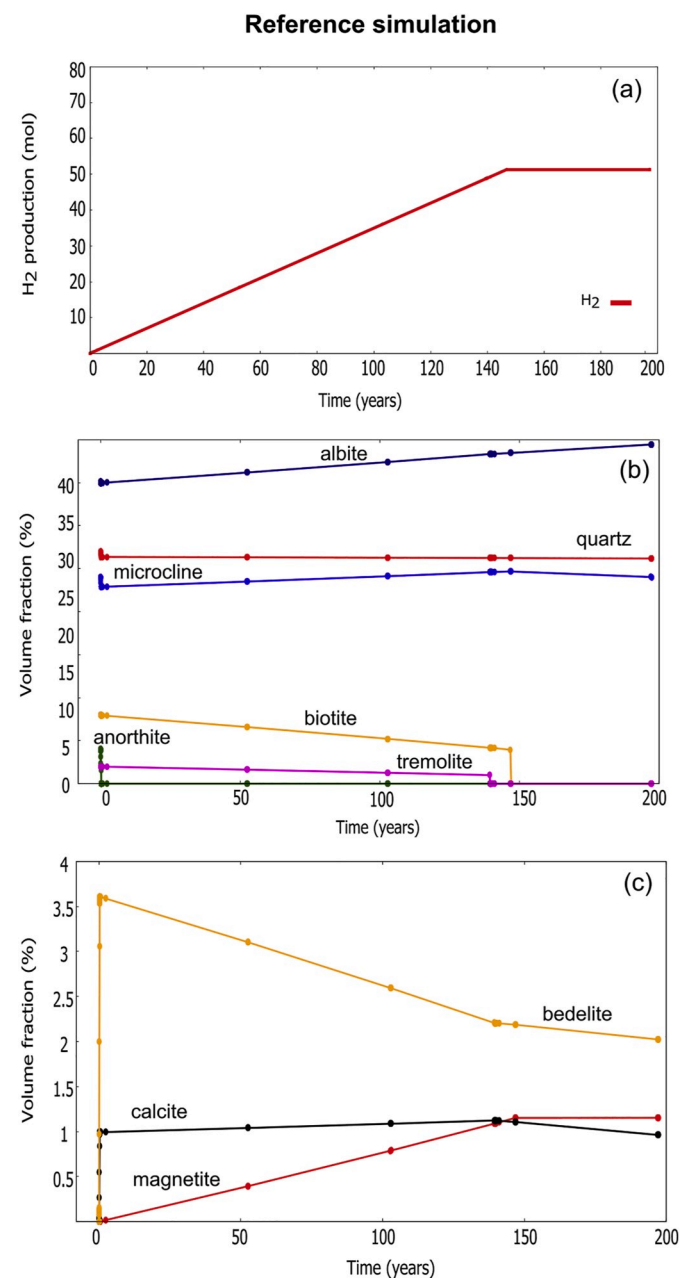 Reference simulation
(a)
H2 production (mol)
80
70
60
50
40
30
20
10
H2
0 20 40 60 80 100 120 140 160 180 200
Time (years)
(b)
Volume fraction (%)
40
35
30
25
20
15
10
5
0
albite
quartz
microcline
biotite
anorthite
tremolite
0 50 100 150 200
Time (years)
(c)
Volume fraction (%)
4
3.5
3
2.5
2
1.5
1
0.5
bedelite
calcite
magnetite
0 50 100 150 200
Time (years)